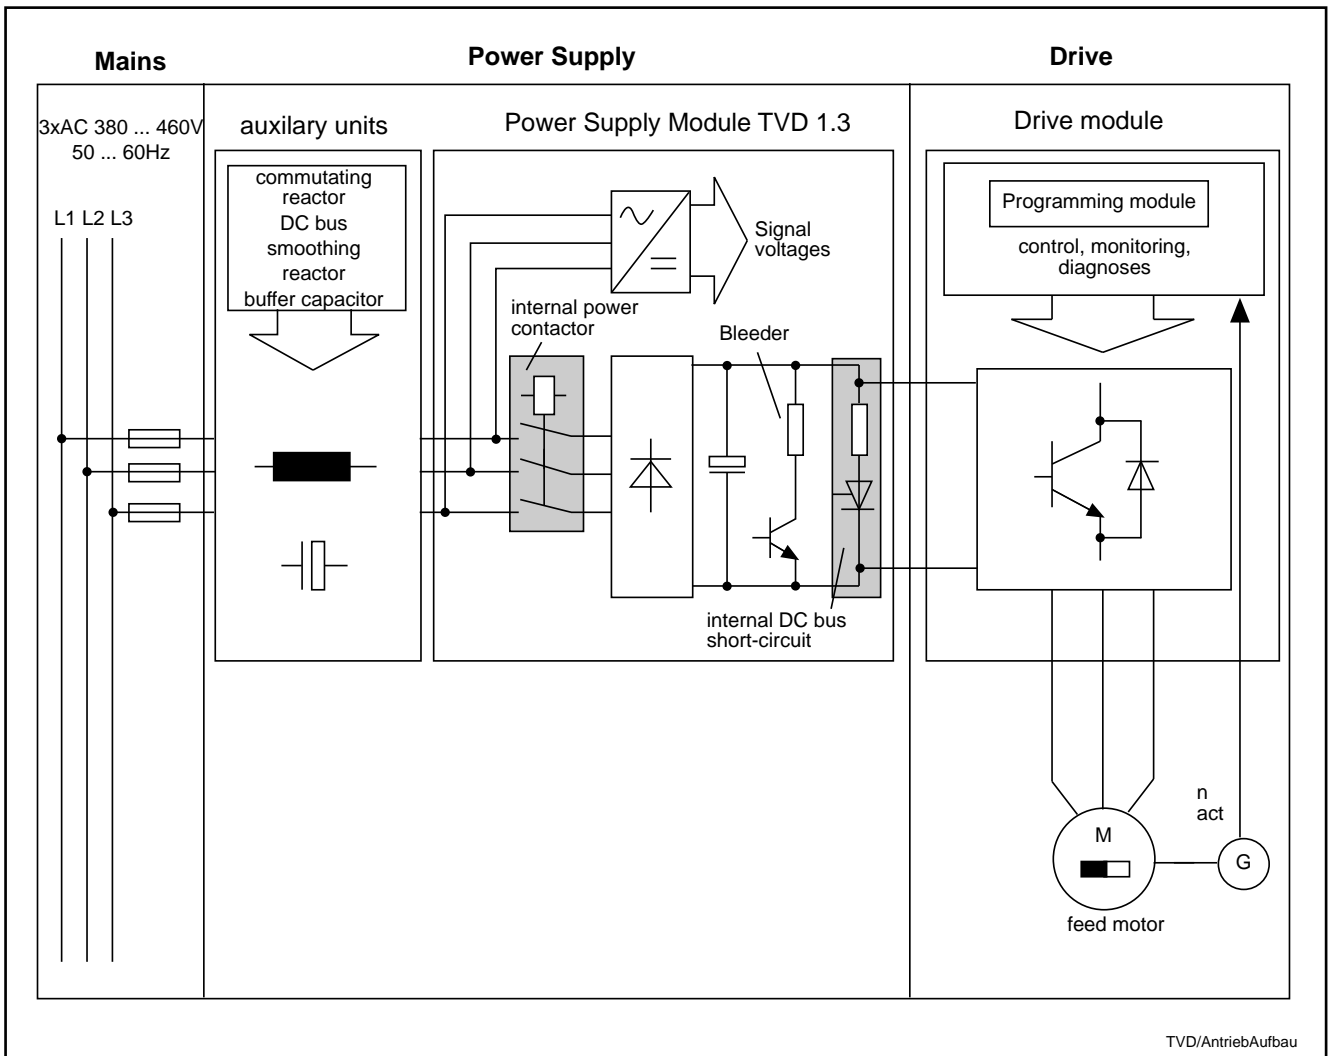 Mains
Power Supply
Drive
3xAC 380 ... 460V
50 ... 60Hz
L1 L2 L3
auxilary units
commutating
reactor
DC bus
smoothing
reactor
buffer capacitor
Power Supply Module TVD 1.3
Signal
voltages
internal power
contactor
Bleeder
internal DC bus
short-circuit
Drive module
Programming module
control, monitoring,
diagnoses
n
act
M
G
feed motor
TVD/AntriebAufbau